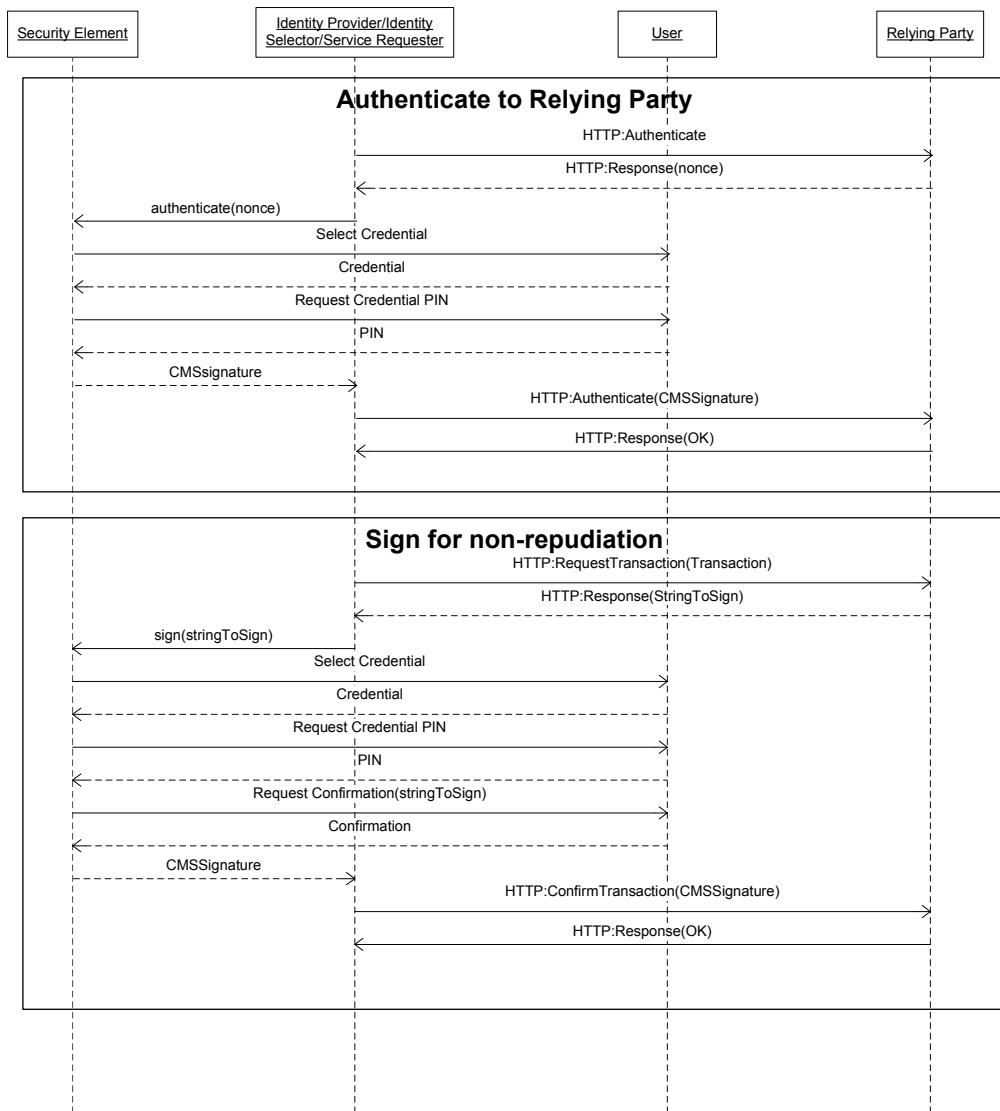 Security Element
Identity Provider/Identity
Selector/Service Requester
User
Relying Party
Authenticate to Relying Party
HTTP:Authenticate
HTTP:Response(nonce)
authenticate(nonce)
Select Credential
Credential
Request Credential PIN
PIN
CMSsignature
HTTP:Authenticate(CMSSignature)
HTTP:Response(OK)
Sign for non-repudiation
HTTP:RequestTransaction(Transaction)
HTTP:Response(StringToSign)
sign(stringToSign)
Select Credential
Credential
Request Credential PIN
PIN
Request Confirmation(stringToSign)
Confirmation
CMSSignature
HTTP:ConfirmTransaction(CMSSignature)
HTTP:Response(OK)